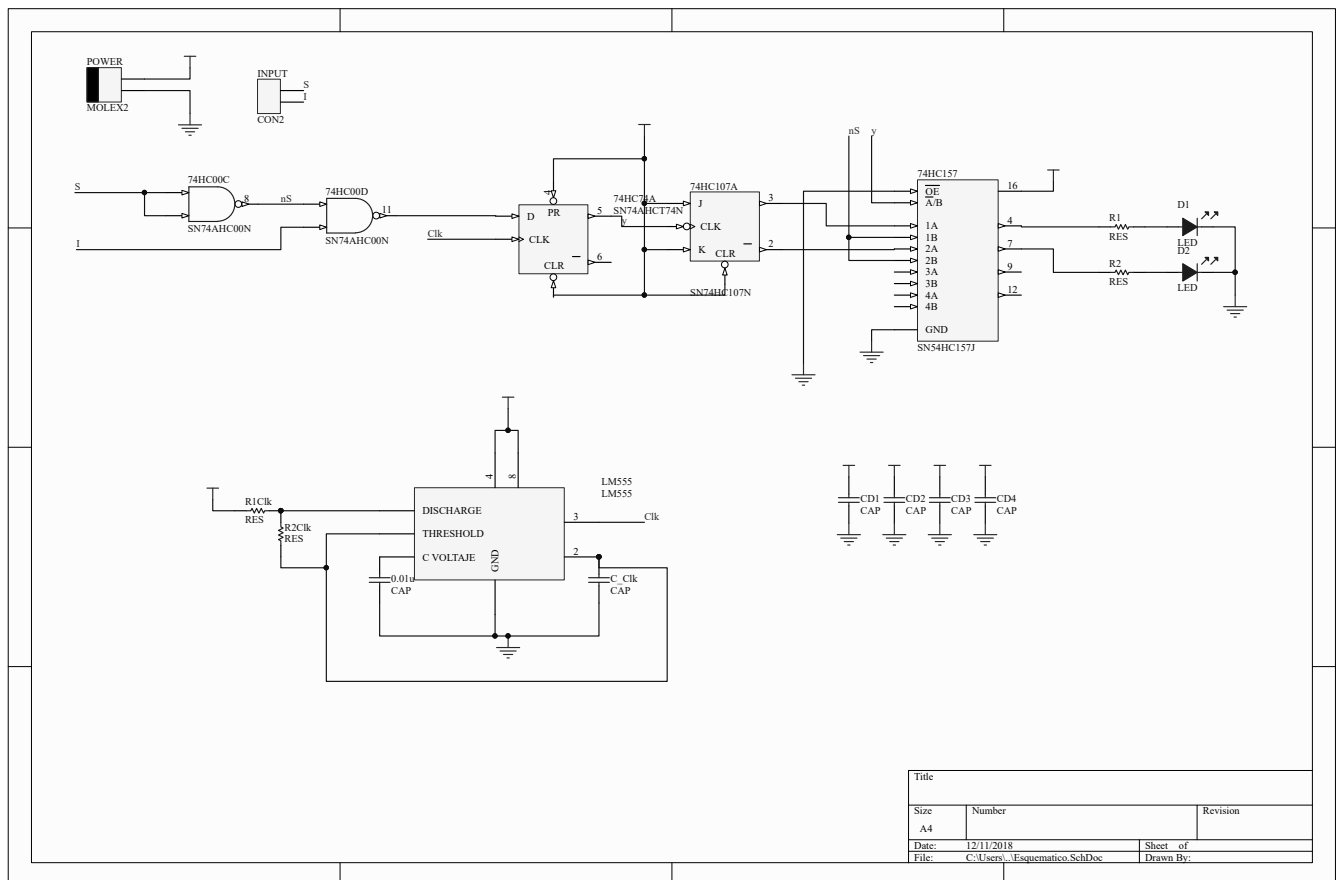 POWER
MOLEX2
INPUT
S
I
CON2
S
74HC00C
8
nS
SN74AHC00N
I
74HC00D
11
SN74AHC00N
Clk
4
PR
D
CLK
CLR
5
6
74HC74A
SN74AHCT74N
y
74HC107A
J
CLK
K
CLR
3
2
SN74HC107N
nS y
74HC157
OE
A/B
1A
1B
2A
2B
3A
3B
4A
4B
GND
16
4
7
9
12
SN54HC157J
R1
RES
R2
RES
D1
LED
D2
LED
R1Clk
RES
R2Clk
RES
4
8
LM555
LM555
DISCHARGE
THRESHOLD
C VOLTAJE
GND
3
Clk
2
0.01u
CAP
C_Clk
CAP
CD1
CAP
CD2
CAP
CD3
CAP
CD4
CAP
Title
Size
A4
Number
Revision
Date: 12/11/2018 Sheet of
File: C:\Users\..\Esquematico.SchDoc Drawn By: